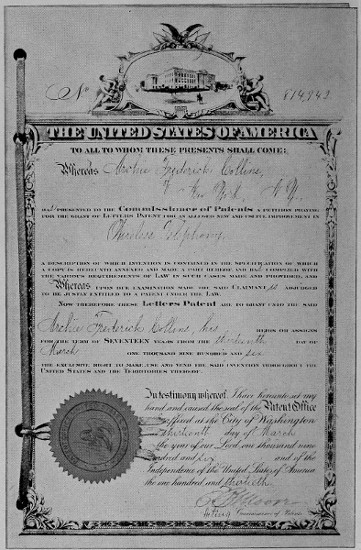 No 814,942
THE UNITED STATES OF AMERICA
TO ALL TO WHOM THESE PRESENTS SHALL COME:
Whereas Archie Frederick Collins,
of New York N Y
HAS PRESENTED TO THE Commissioner of Patents A PETITION PRAYING
FOR THE GRANT OF LETTERS PATENT FOR AN ALLEGED NEW AND USEFUL IMPROVEMENT IN
Wireless Telephony,
A DESCRIPTION OF WHICH INVENTION IS CONTAINED IN THE SPECIFICATION OF WHICH
A COPY IS HEREUNTO ANNEXED AND MADE A PART HEREOF AND HAS COMPLIED WITH
THE VARIOUS REQUIREMENTS OF LAW IN SUCH CASES MADE AND PROVIDED, AND
Whereas UPON DUE EXAMINATION MADE THE SAID CLAIMANT is ADJUDGED
TO BE JUSTLY ENTITLED TO A PATENT UNDER THE LAW.
NOW THEREFORE THESE Letters Patent ARE TO GRANT UNTO THE SAID
Archie Frederick Collins, his HEIRS OR ASSIGNS
FOR THE TERM OF SEVENTEEN YEARS FROM THE thirteenth DAY OF
March ONE THOUSAND NINE HUNDRED AND six
THE EXCLUSIVE RIGHT TO MAKE, USE AND VEND THE SAID INVENTION THROUGHOUT THE
UNITED STATES AND THE TERRITORIES THEREOF.
In testimony whereof I have hereunto set my
hand and caused the seal of the Patent Office
affixed at the City of Washington
thirteenth day of March
the year of our Lord one thousand nine
hundred and six and of the
Independence of the United States of America
the one hundred and thirtieth.
Acting Commissioner of Patents